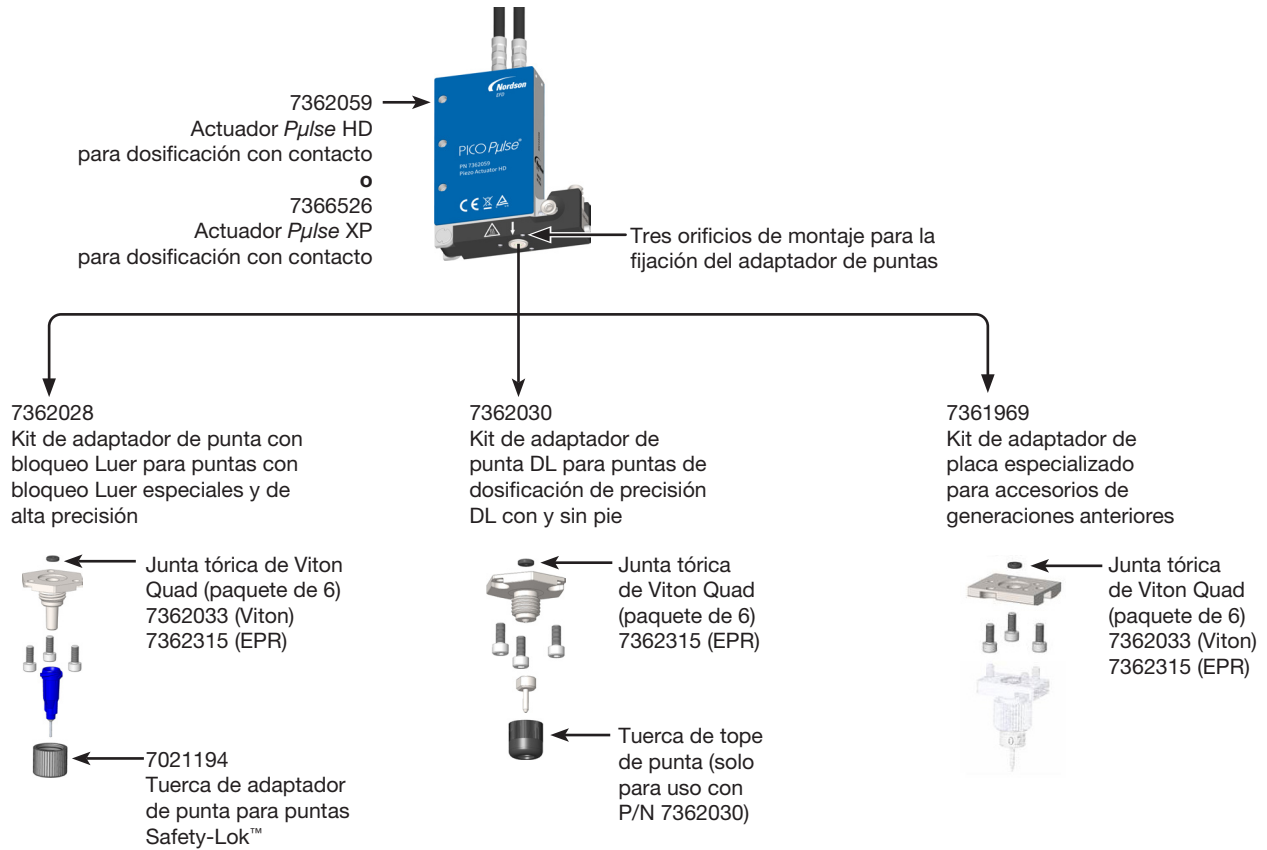 7362059
Actuador Pµlse HD
para dosificación con contacto
o
7366526
Actuador Pµlse XP
para dosificación con contacto
Nordson
EFD
PICO Pµlse®
PN 7362059
Piezo Actuator HD
CE
Tres orificios de montaje para la
fijación del adaptador de puntas
7362028
Kit de adaptador de punta con
bloqueo Luer para puntas con
bloqueo Luer especiales y de
alta precisión
Junta tórica de Viton
Quad (paquete de 6)
7362033 (Viton)
7362315 (EPR)
7021194
Tuerca de adaptador
de punta para puntas
Safety-Lok™
7362030
Kit de adaptador de
punta DL para puntas de
dosificación de precisión
DL con y sin pie
Junta tórica
de Viton Quad
(paquete de 6)
7362315 (EPR)
Tuerca de tope
de punta (solo
para uso con
P/N 7362030)
7361969
Kit de adaptador de
placa especializado
para accesorios de
generaciones anteriores
Junta tórica
de Viton Quad
(paquete de 6)
7362033 (Viton)
7362315 (EPR)